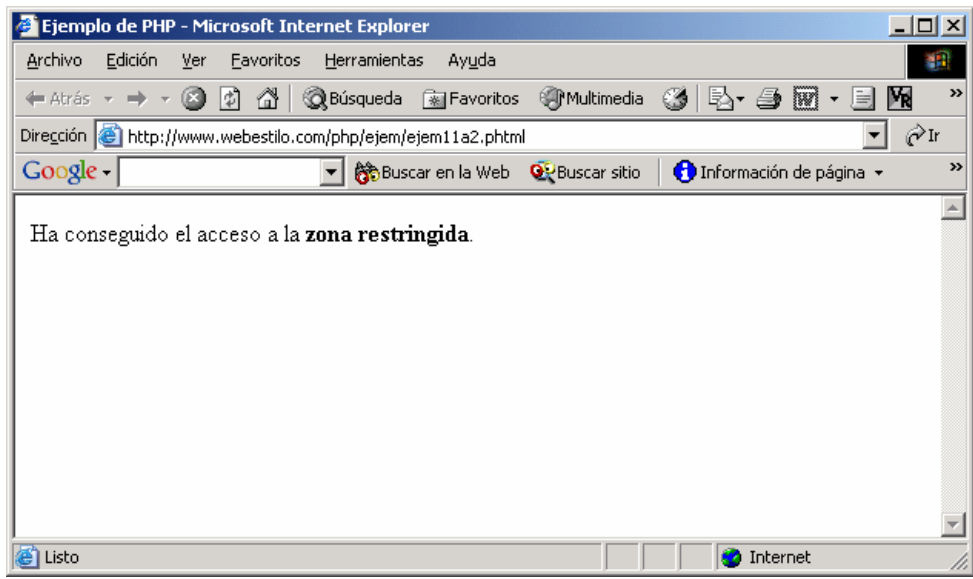 Ejemplo de PHP - Microsoft Internet Explorer
Archivo Edición Ver Favoritos Herramientas Ayuda
Atrás Búsqueda Favoritos Multimedia »
Dirección http://www.webestilo.com/php/ejem/ejem11a2.phtml Ir
Google Buscar en la Web Buscar sitio Información de página »
Ha conseguido el acceso a la zona restringida.
Listo Internet